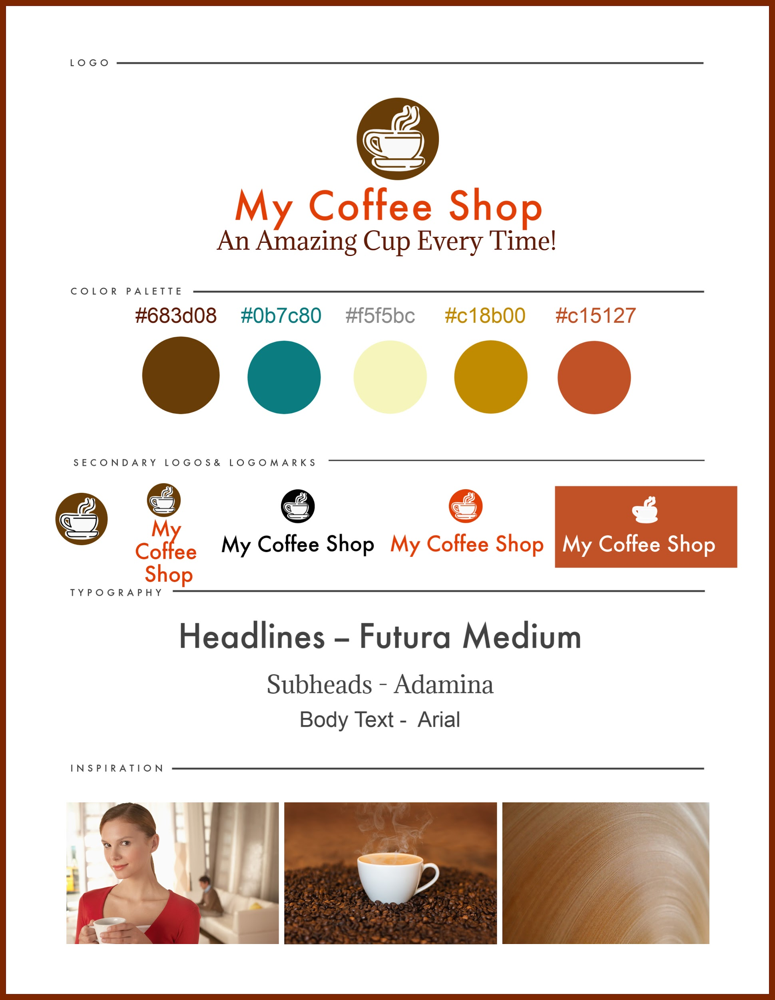 LOGO
My Coffee Shop
An Amazing Cup Every Time!
COLOR PALETTE
#683d08 #0b7c80 #f5f5bc #c18b00 #c15127
SECONDARY LOGOS& LOGOMARKS
My
Coffee
Shop
My Coffee Shop
My Coffee Shop
My Coffee Shop
TYPOGRAPHY
Headlines – Futura Medium
Subheads - Adamina
Body Text - Arial
INSPIRATION